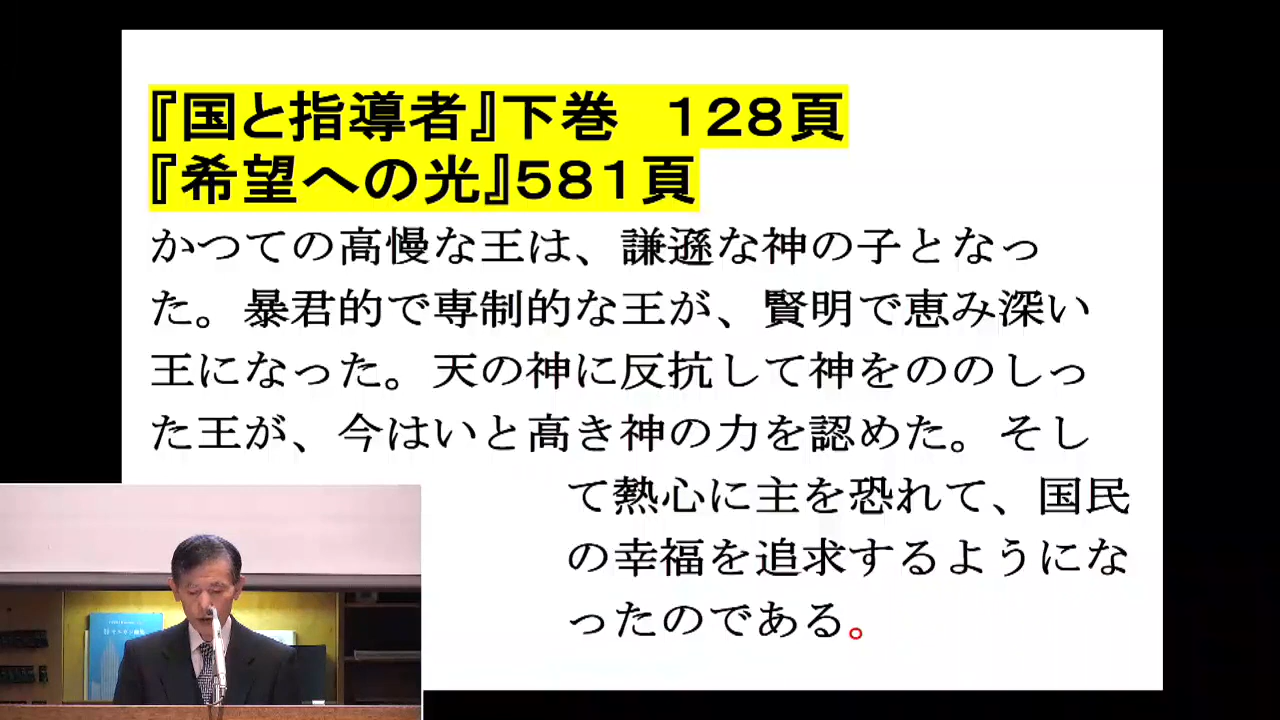 『国と指導者』下巻　１２８頁
『希望への光』５８１頁
かつての高慢な王は、謙遜な神の子となっ
た。暴君的で専制的な王が、賢明で恵み深い
王になった。天の神に反抗して神をののしっ
た王が、今はいと高き神の力を認めた。そし
て熱心に主を恐れて、国民
の幸福を追求するようにな
ったのである。